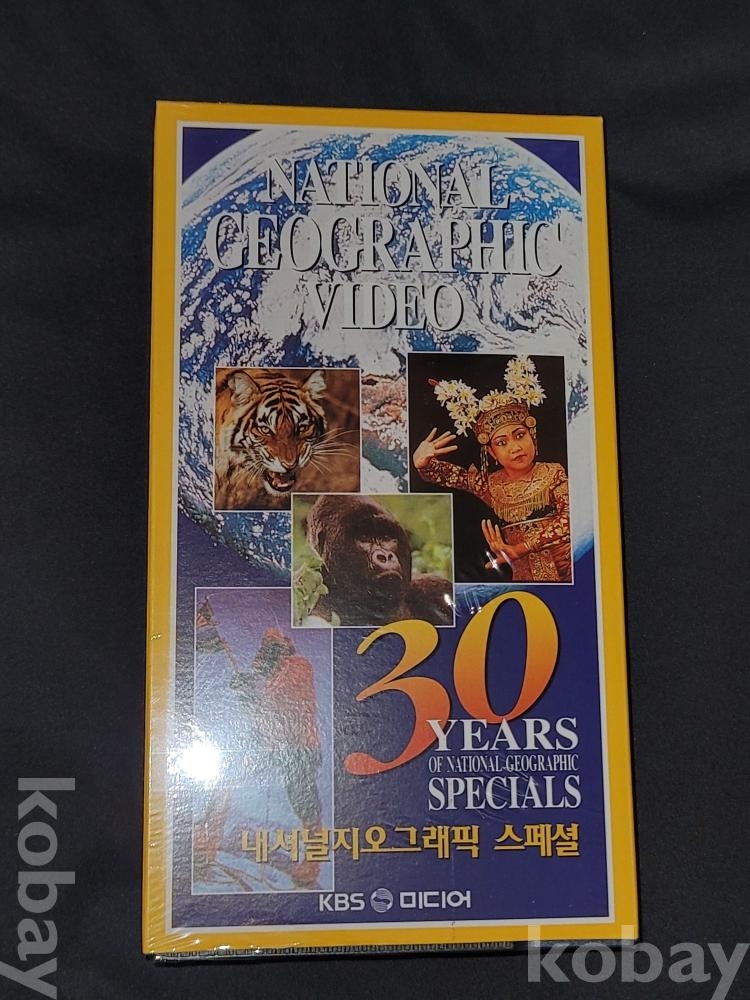 NATIONAL
GEOGRAPHIC
VIDEO
30
YEARS
OF NATIONAL GEOGRAPHIC
SPECIALS
내셔널지오그래픽 스페셜
KBS 미디어
kobay
kobay